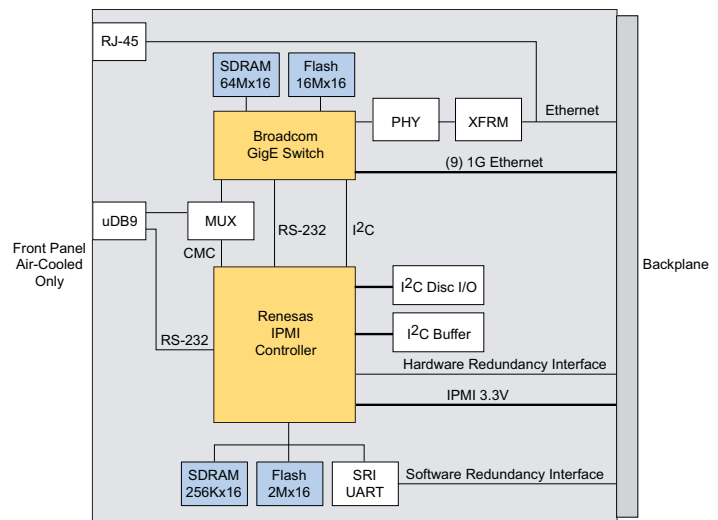 RJ-45
SDRAM
64Mx16
Flash
16Mx16
Broadcom
GigE Switch
PHY
XFRM
Ethernet
(9) 1G Ethernet
uDB9
MUX
CMC
RS-232
I2C
Front Panel
Air-Cooled
Only
Backplane
Renesas
IPMI
Controller
I2C Disc I/O
I2C Buffer
RS-232
Hardware Redundancy Interface
IPMI 3.3V
SDRAM
256Kx16
Flash
2Mx16
SRI
UART
Software Redundancy Interface